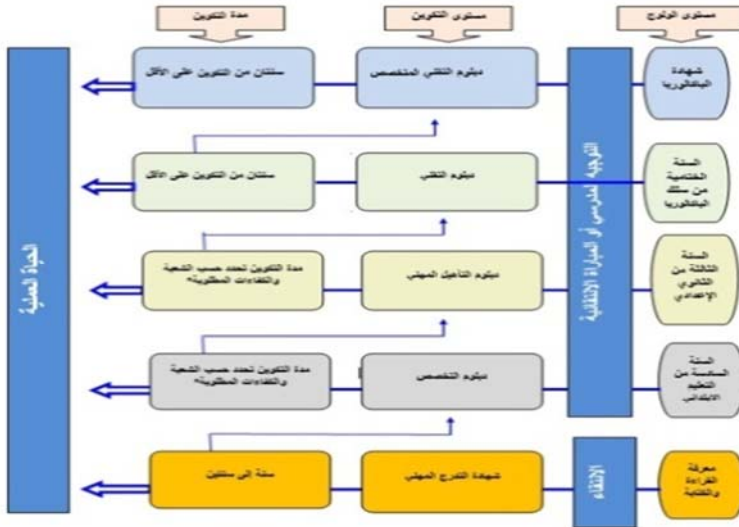 مستوى الولوج
مستوى التكوين
مدة التكوين
شهادة
الباكالوريا
دبلوم التقني المتخصص
سنتان من التكوين على الأقل
السنة
الختامية
من سلك
الباكالوريا
دبلوم التقني
سنتان من التكوين على الأقل
السنة
الثالثة من
الثانوي
الإعدادي
دبلوم التأهيل المهني
مدة التكوين تحدد حسب الشعبة
والكفاءات المطلوبة*
السنة
السادسة من
التعليم
الابتدائي
دبلوم التخصص
مدة التكوين تحدد حسب الشعبة
والكفاءات المطلوبة*
معرفة
القراءة
والكتابة
شهادة التدرج المهني
سنة إلى سنتين
التوجيه المدرسي أو المباراة الانتقائية
الانتقاء
الحياة العملية